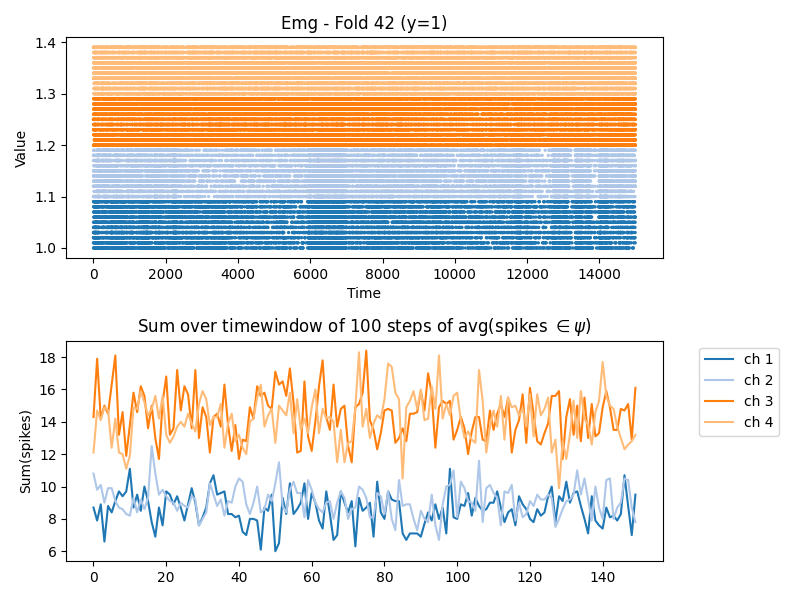 Emg - Fold 42 (y=1)
1.4
1.3
1.2
1.1
1.0
Value
0 2000 4000 6000 8000 10000 12000 14000
Time
Sum over timewindow of 100 steps of avg(spikes ∈ ψ)
18
16
14
12
10
8
6
Sum(spikes)
0 20 40 60 80 100 120 140
ch 1
ch 2
ch 3
ch 4